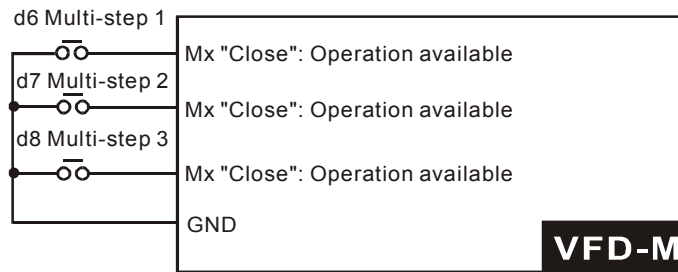 d6 Multi-step 1
Mx "Close": Operation available
d7 Multi-step 2
Mx "Close": Operation available
d8 Multi-step 3
Mx "Close": Operation available
GND
VFD-M